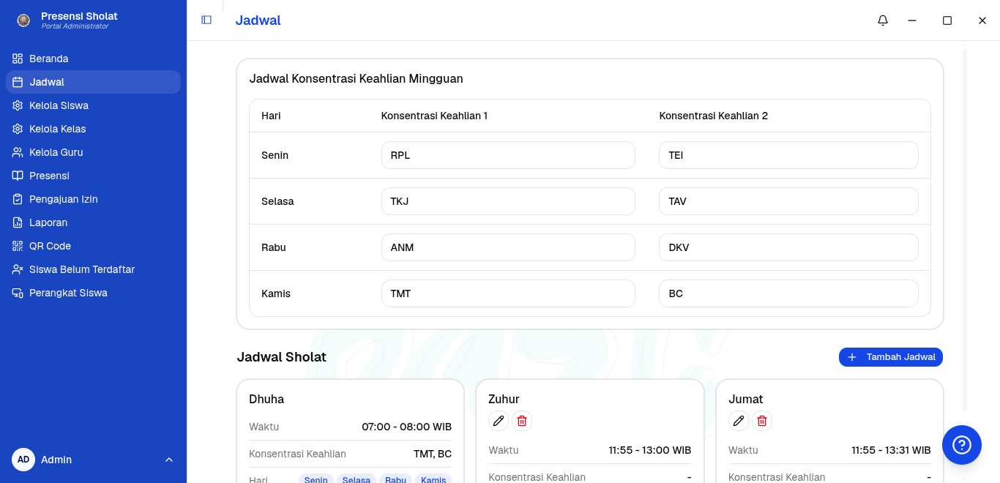 Presensi Sholat
Portal Administrator
Jadwal
Beranda
Jadwal
Kelola Siswa
Kelola Kelas
Kelola Guru
Presensi
Pengajuan Izin
Laporan
QR Code
Siswa Belum Terdaftar
Perangkat Siswa
AD Admin
Jadwal Konsentrasi Keahlian Mingguan
Hari Konsentrasi Keahlian 1 Konsentrasi Keahlian 2
Senin RPL TEI
Selasa TKJ TAV
Rabu ANM DKV
Kamis TMT BC
Jadwal Sholat
Tambah Jadwal
Dhuha
Waktu 07:00 - 08:00 WIB
Konsentrasi Keahlian TMT, BC
Hari Senin Selasa Rabu Kamis
Zuhur
Waktu 11:55 - 13:00 WIB
Konsentrasi Keahlian -
Jumat
Waktu 11:55 - 13:31 WIB
Konsentrasi Keahlian -